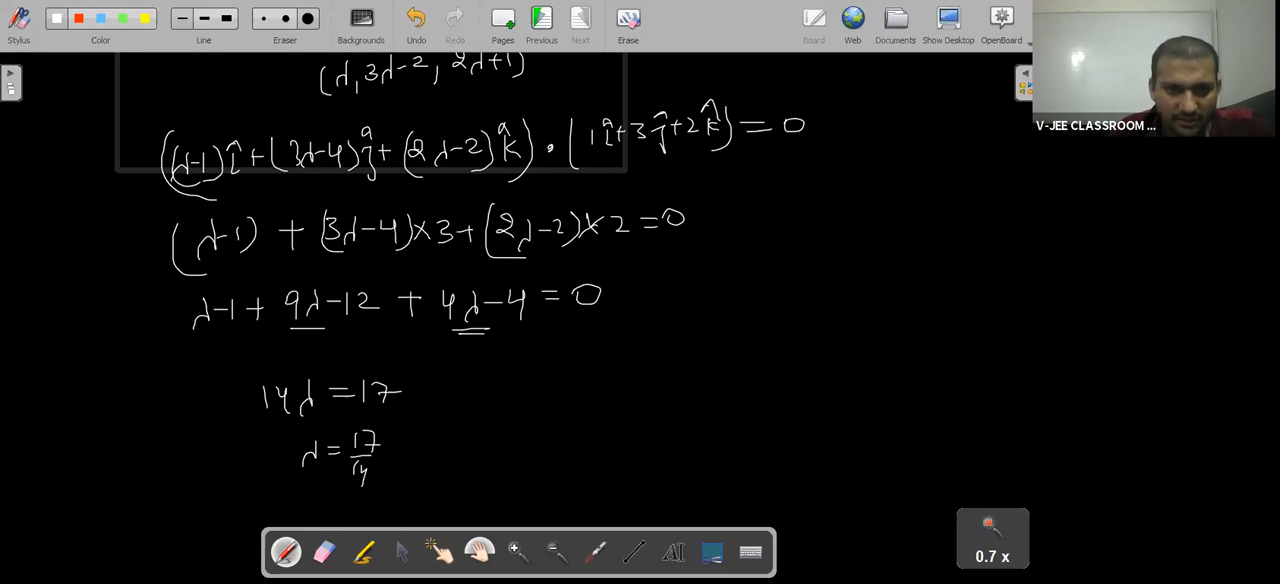 Stylus
Color
Line
Eraser
Backgrounds
Undo
Redo
Pages
Previous
Next
Erase
Board
Web
Documents
Show Desktop
OpenBoard
V-JEE CLASSROOM ...
(λ, 3λ-2, 2λ+1)
((λ-1)î + (3λ-4)ĵ + (2λ-2)k̂) · (1î+3ĵ+2k̂) = 0
(λ-1) + (3λ-4)×3 + (2λ-2)×2 = 0
λ-1 + 9λ-12 + 4λ-4 = 0
14λ = 17
λ = 17/14
AI
0.7 x